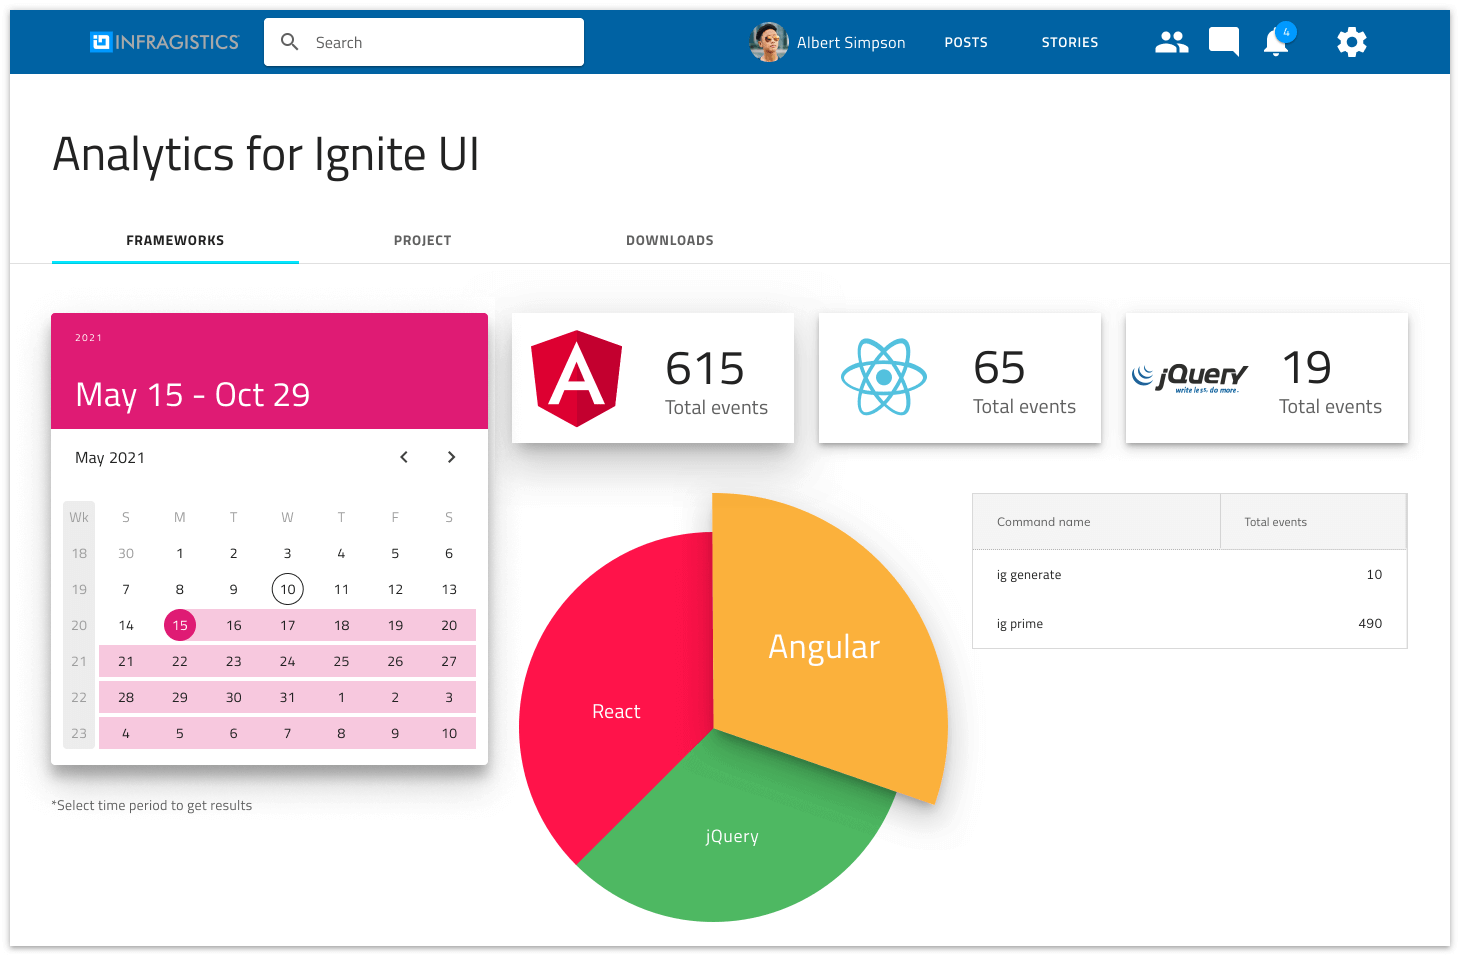 INFRAGISTICS
Search
Albert Simpson
POSTS
STORIES
4
Analytics for Ignite UI
FRAMEWORKS
PROJECT
DOWNLOADS
2021
May 15 - Oct 29
May 2021
Wk S M T W T F S
18 30 1 2 3 4 5 6
19 7 8 9 10 11 12 13
20 14 15 16 17 18 19 20
21 21 22 23 24 25 26 27
22 28 29 30 31 1 2 3
23 4 5 6 7 8 9 10
*Select time period to get results
615
Total events
65
Total events
jQuery
write less. do more.
19
Total events
Angular
React
jQuery
Command name Total events
ig generate 10
ig prime 490